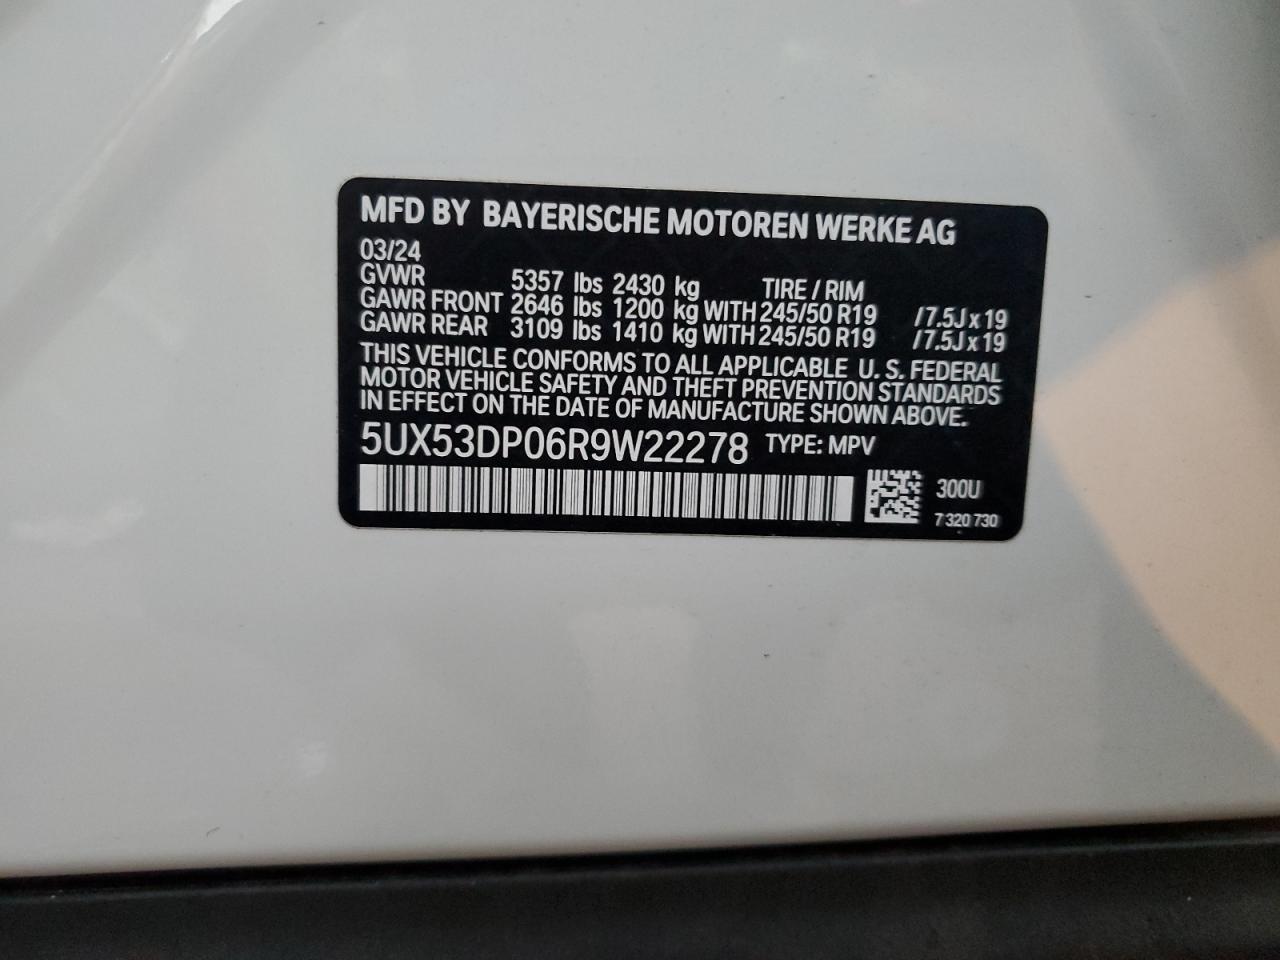 MFD BY BAYERISCHE MOTOREN WERKE AG
03/24
GVWR 5357 lbs 2430 kg TIRE / RIM
GAWR FRONT 2646 lbs 1200 kg WITH 245/50 R19 /7.5J x 19
GAWR REAR 3109 lbs 1410 kg WITH 245/50 R19 /7.5J x 19
THIS VEHICLE CONFORMS TO ALL APPLICABLE U. S. FEDERAL
MOTOR VEHICLE SAFETY AND THEFT PREVENTION STANDARDS
IN EFFECT ON THE DATE OF MANUFACTURE SHOWN ABOVE.
5UX53DP06R9W22278 TYPE: MPV
300U
7 320 730